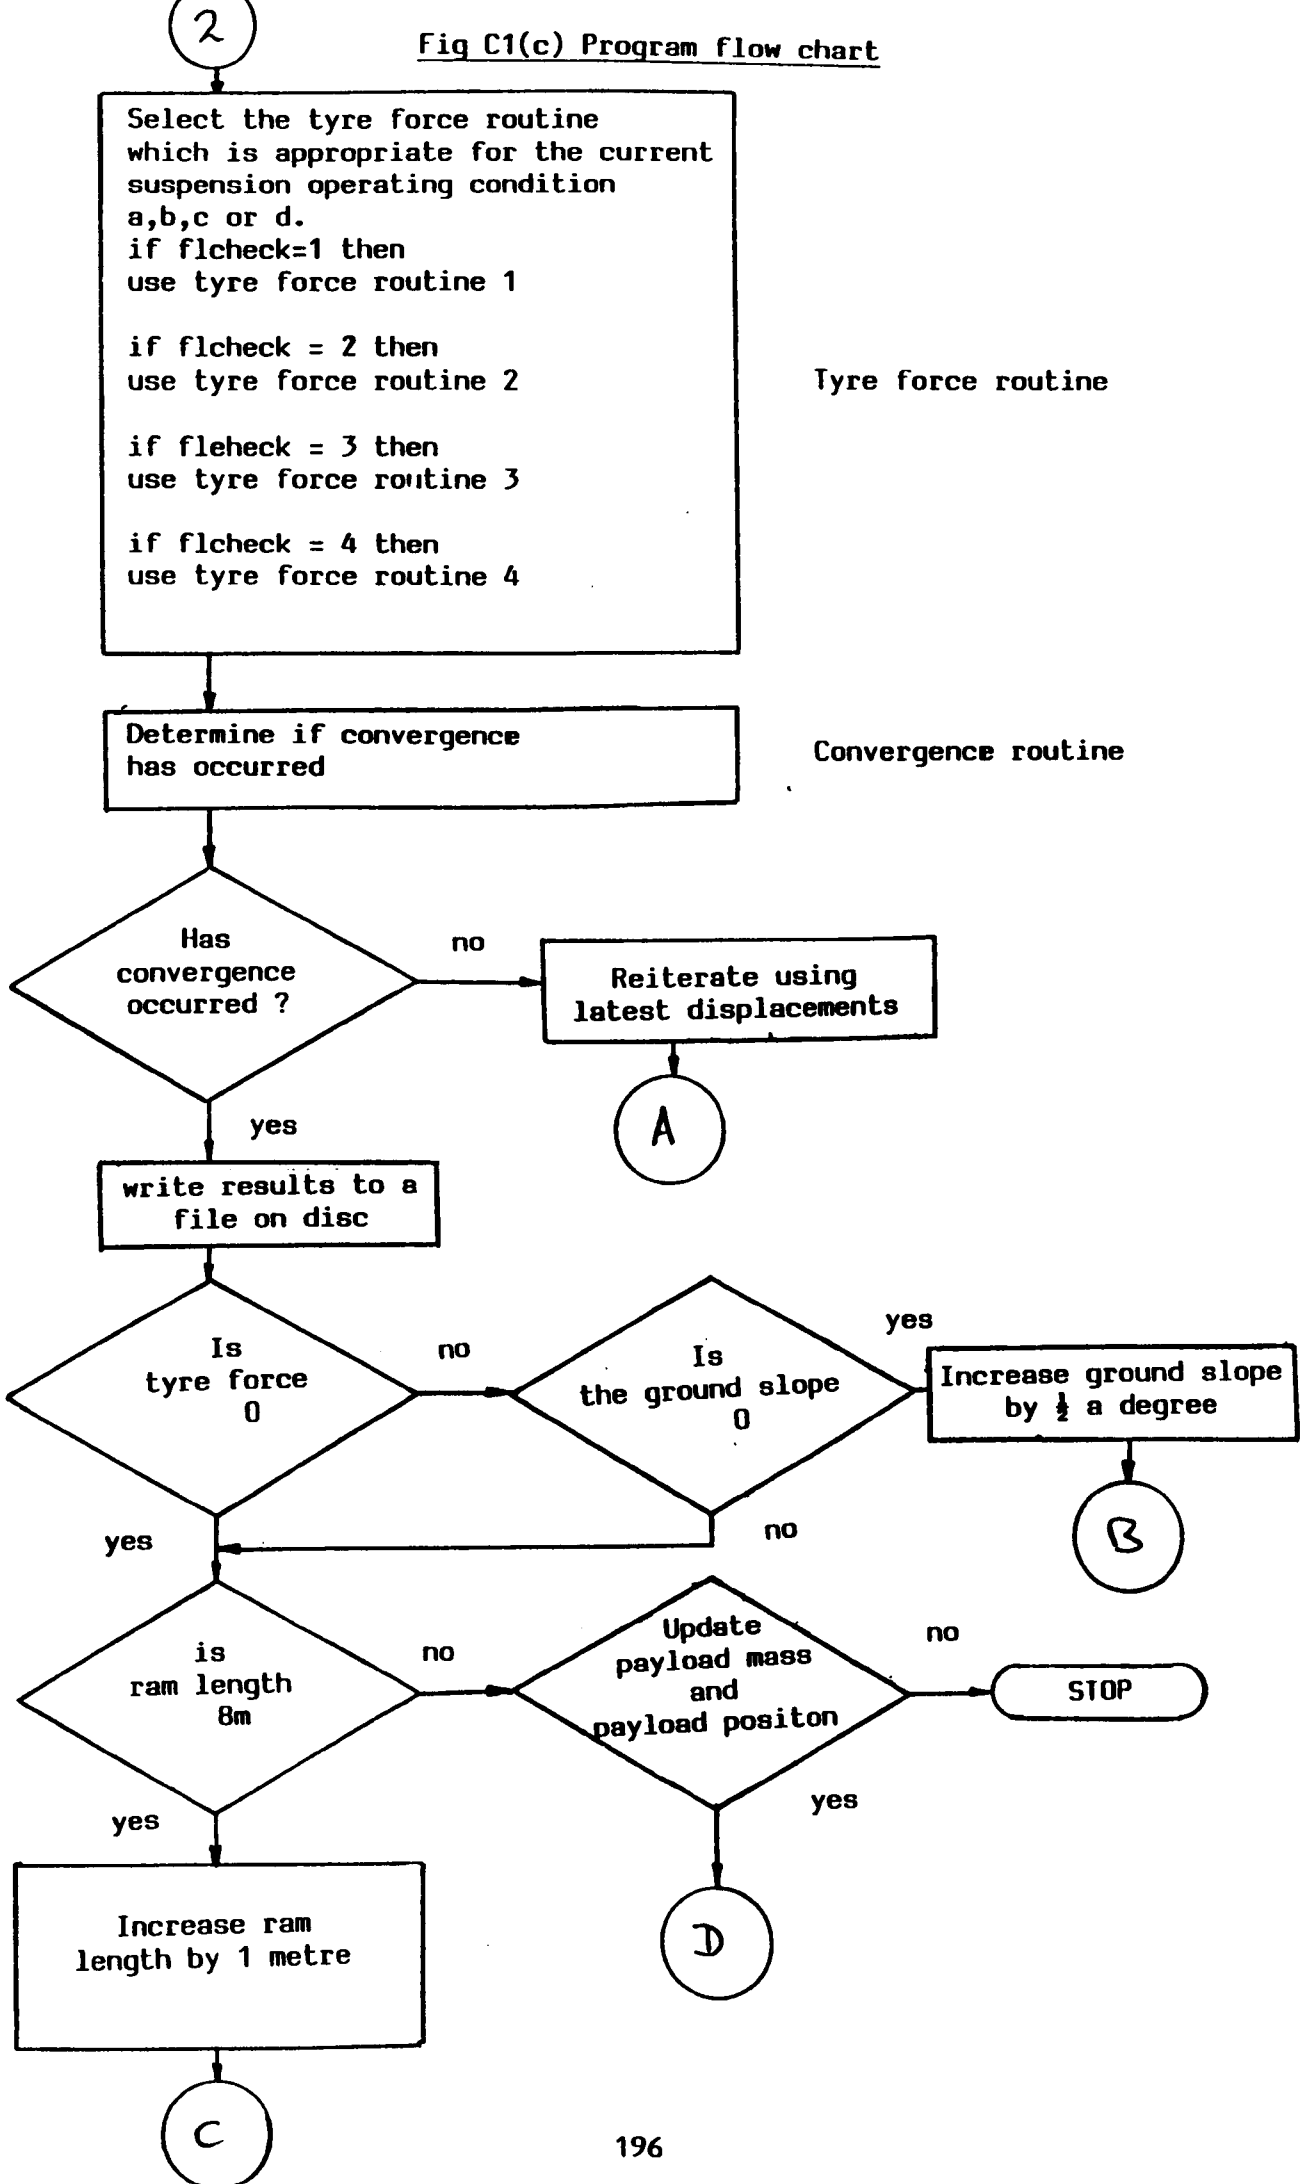 2
Fig C1(c) Program flow chart
Select the tyre force routine
which is appropriate for the current
suspension operating condition
a,b,c or d.
if flcheck=1 then
use tyre force routine 1
if flcheck = 2 then
use tyre force routine 2
Tyre force routine
if fleheck = 3 then
use tyre force routine 3
if flcheck = 4 then
use tyre force routine 4
Determine if convergence
has occurred
Convergence routine
Has
convergence
occurred ?
no
Reiterate using
latest displacements
A
yes
write results to a
file on disc
Is
tyre force
0
no
Is
the ground slope
0
yes
Increase ground slope
by ½ a degree
B
yes
no
is
ram length
8m
no
Update
payload mass
and
payload positon
no
STOP
yes
yes
Increase ram
length by 1 metre
D
C
196